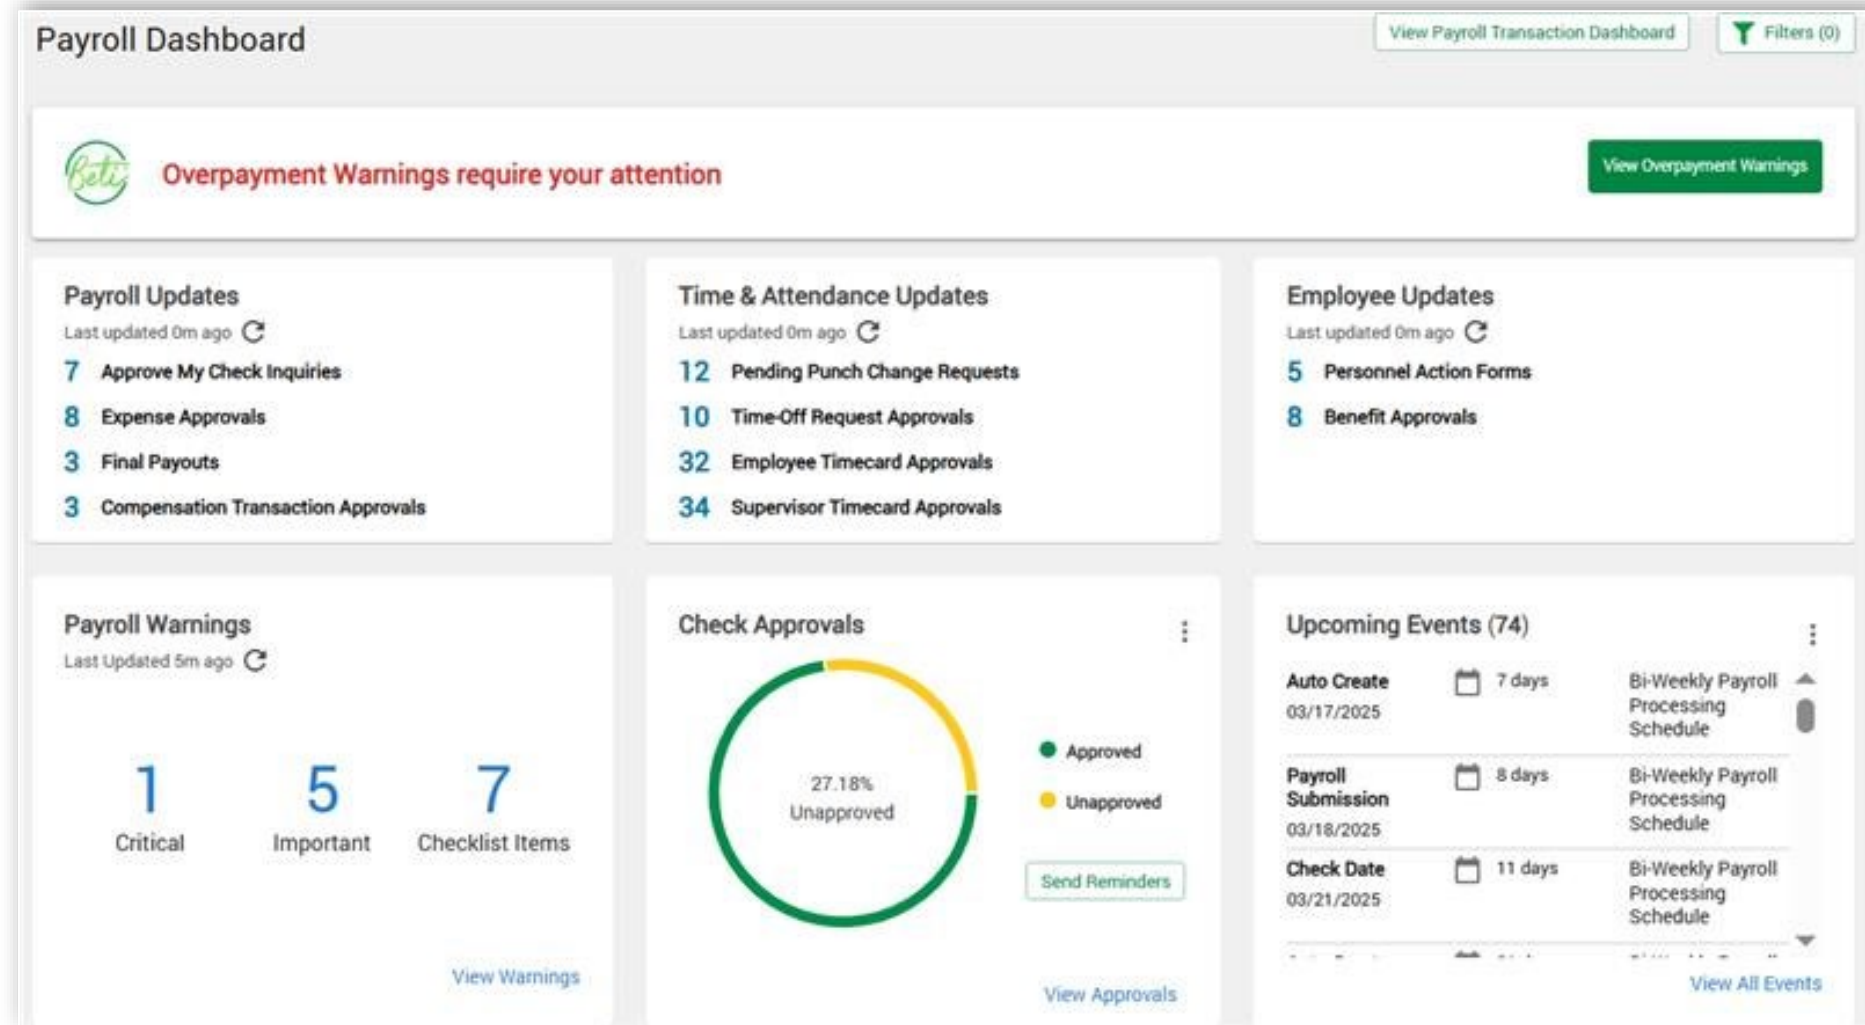 Payroll Dashboard
View Payroll Transaction Dashboard
Filters (0)
Beti
Overpayment Warnings require your attention
View Overpayment Warnings
Payroll Updates
Last updated 0m ago
7 Approve My Check Inquiries
8 Expense Approvals
3 Final Payouts
3 Compensation Transaction Approvals
Time & Attendance Updates
Last updated 0m ago
12 Pending Punch Change Requests
10 Time-Off Request Approvals
32 Employee Timecard Approvals
34 Supervisor Timecard Approvals
Employee Updates
Last updated 0m ago
5 Personnel Action Forms
8 Benefit Approvals
Payroll Warnings
Last Updated 5m ago
1 5 7
Critical Important Checklist Items
View Warnings
Check Approvals
27.18%
Unapproved
Approved
Unapproved
Send Reminders
View Approvals
Upcoming Events (74)
Auto Create 7 days Bi-Weekly Payroll
03/17/2025 Processing
Schedule
Payroll 8 days Bi-Weekly Payroll
Submission Processing
03/18/2025 Schedule
Check Date 11 days Bi-Weekly Payroll
03/21/2025 Processing
Schedule
View All Events